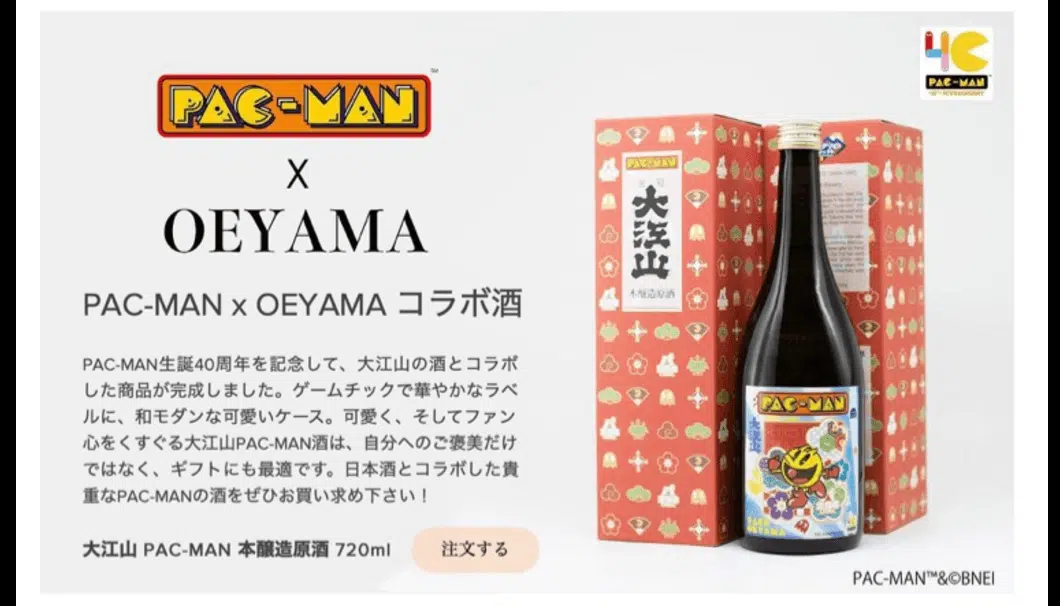 PAC-MAN™
X
OEYAMA
PAC-MAN x OEYAMA コラボ酒
PAC-MAN生誕40周年を記念して、大江山の酒とコラボ
した商品が完成しました。ゲームチックで華やかなラベ
ルに、和モダンな可愛いケース。可愛く、そしてファン
心をくすぐる大江山PAC-MAN酒は、自分へのご褒美だけ
ではなく、ギフトにも最適です。日本酒とコラボした貴
重なPAC-MANの酒をぜひお買い求め下さい！
大江山 PAC-MAN 本醸造原酒 720ml
注文する
40
PAC-MAN
PAC-MAN
大江山
本醸造原酒
PAC-MAN
大江山
SAKE
OEYAMA
PAC-MAN™&©BNEI